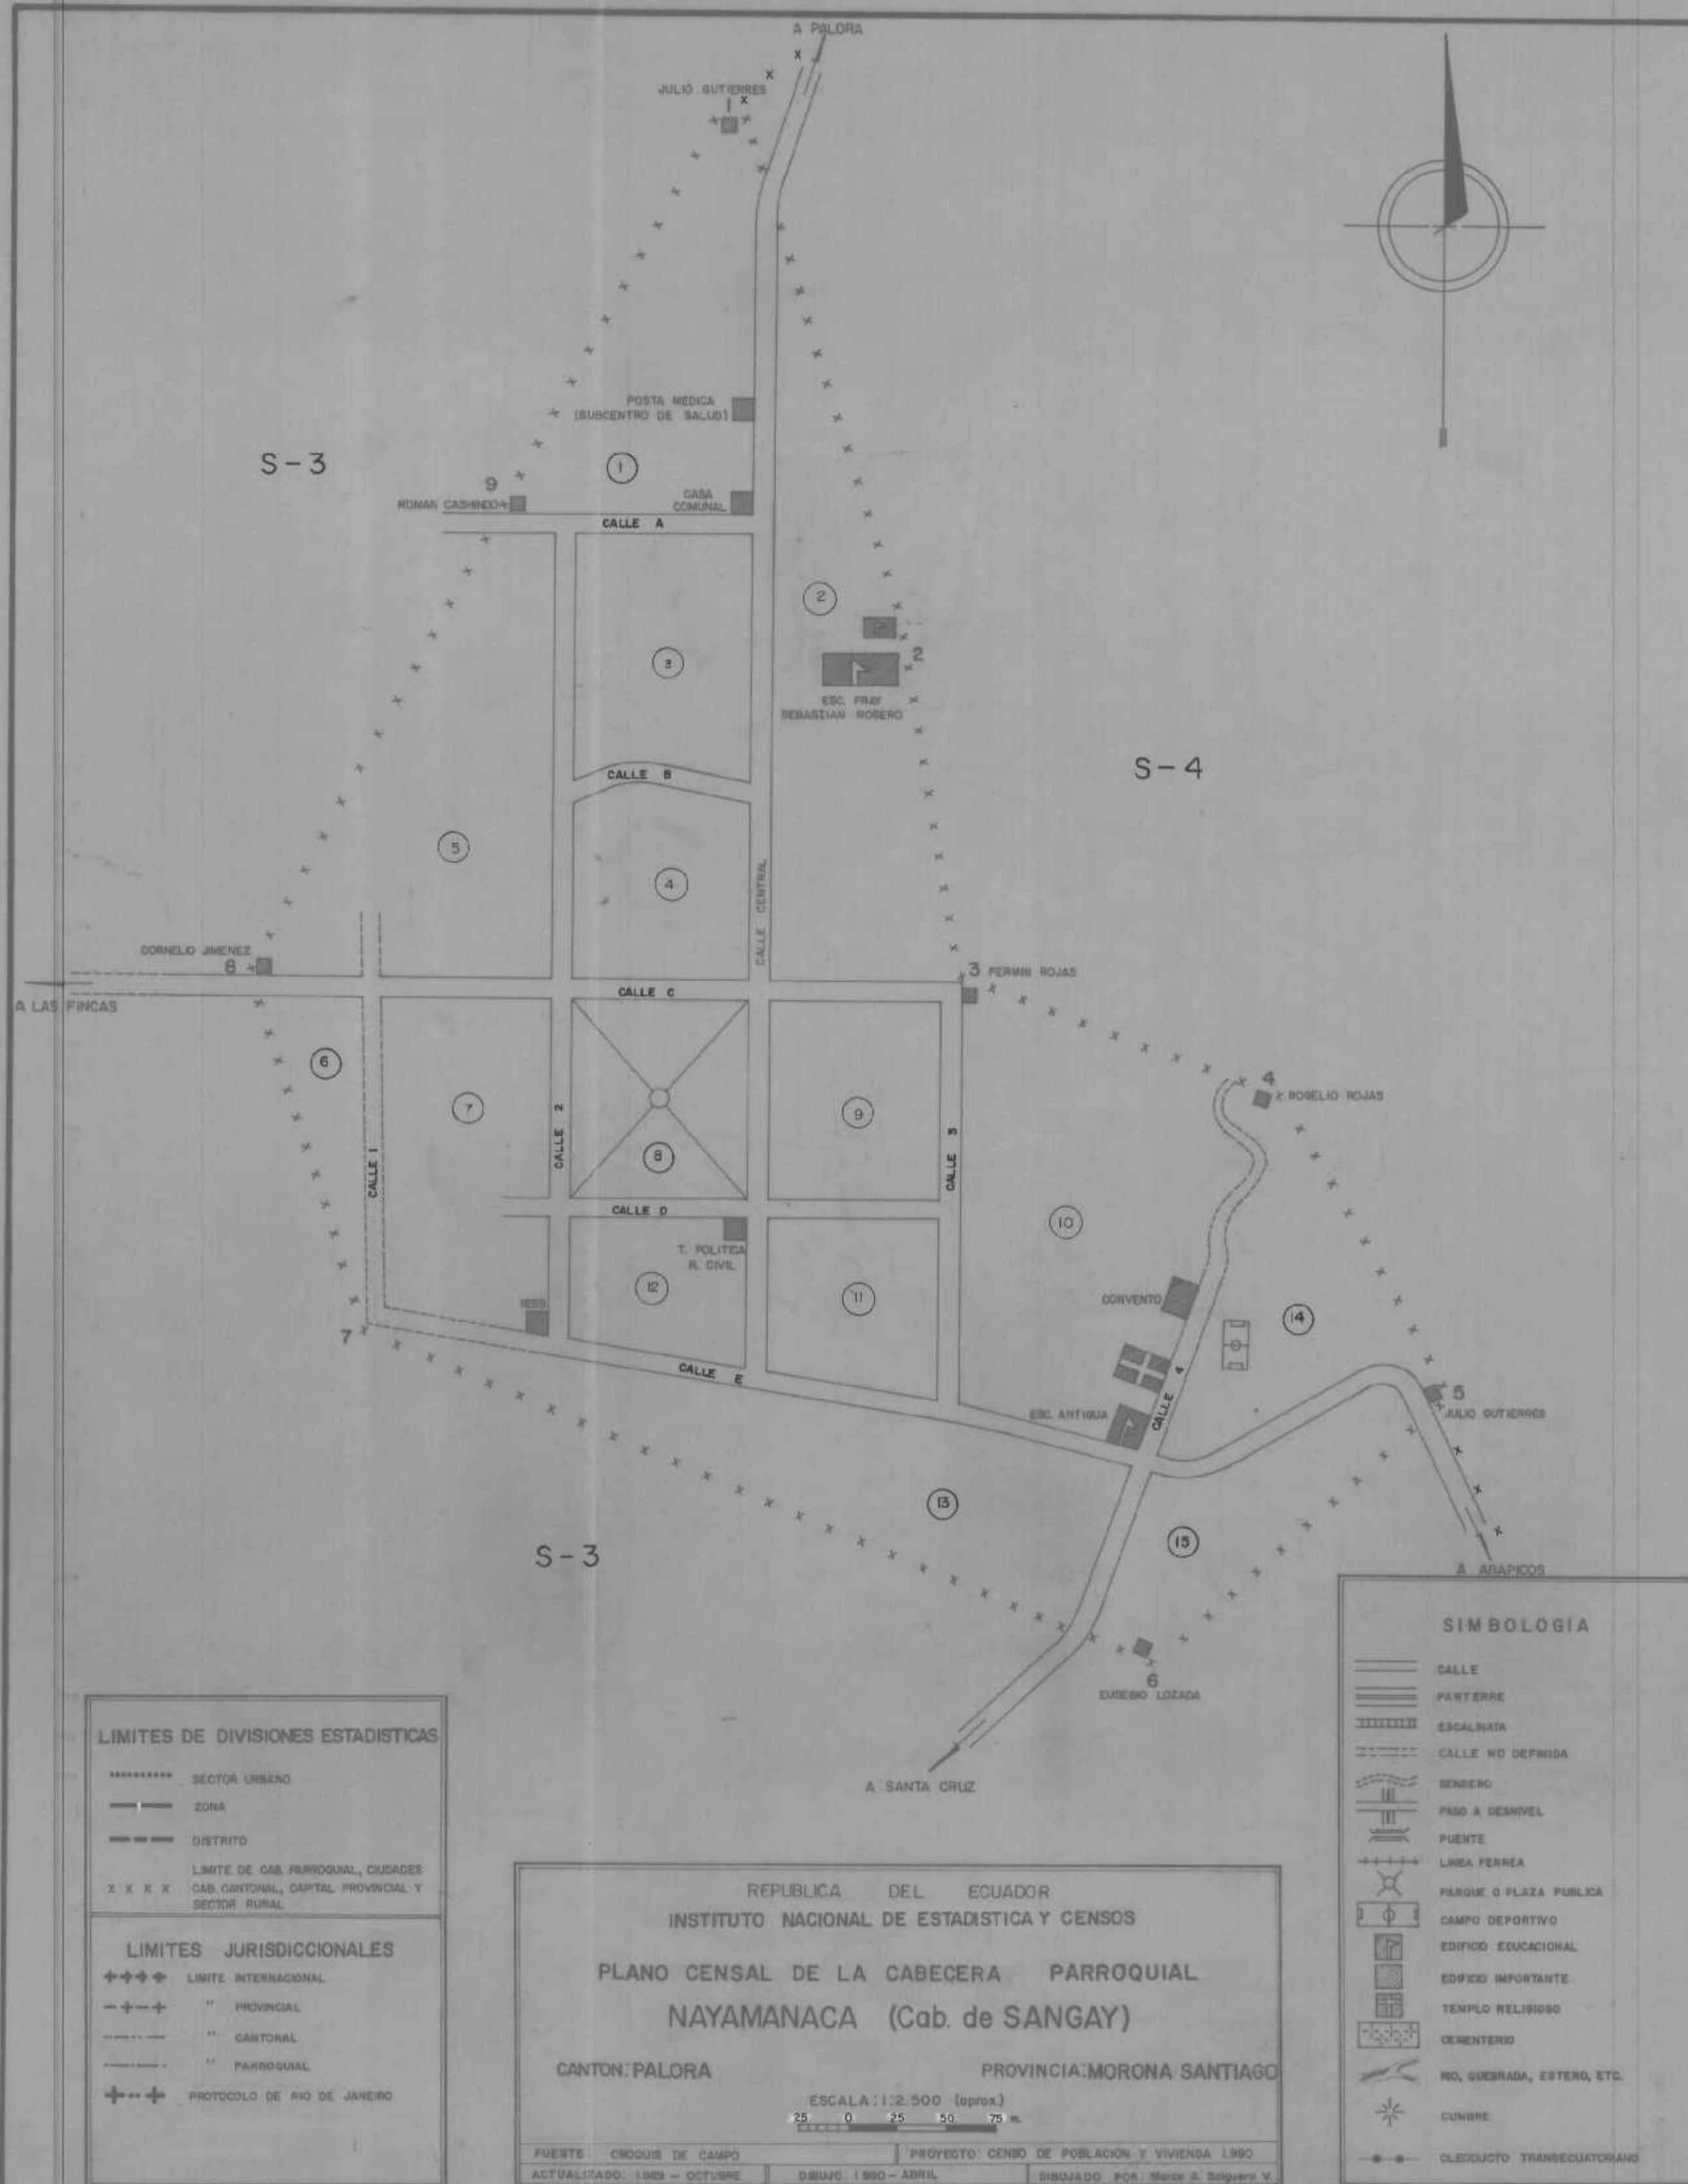 A PALORA
JULIO GUTIERRES
1
POSTA MEDICA
(SUBCENTRO DE SALUD)
S-3
1
9
ROMAN CASHINDO
CASA
COMUNAL
CALLE A
2
3
2
ESC. FRAY
SEBASTIAN ROSERO
S-4
CALLE B
5
4
CALLE CENTRAL
CORNELIO JIMENEZ
8
3 FERMIN ROJAS
A LAS FINCAS
CALLE C
6
4
ROGELIO ROJAS
7
9
CALLE 2
8
CALLE 1
CALLE 3
CALLE D
10
T. POLITICA
R. CIVIL
12
11
CONVENTO
14
IESS
7
CALLE E
CALLE 4
5
JULIO GUTIERRES
ESC. ANTIGUA
13
15
S-3
A ARAPICOS
6
EUSEBIO LOZADA
A SANTA CRUZ
LIMITES DE DIVISIONES ESTADISTICAS
SECTOR URBANO
ZONA
DISTRITO
LIMITE DE CAB. PARROQUIAL, CIUDADES
X X X X CAB. CANTONAL, CAPITAL PROVINCIAL Y
SECTOR RURAL
LIMITES JURISDICCIONALES
LIMITE INTERNACIONAL
" PROVINCIAL
" CANTONAL
" PARROQUIAL
PROTOCOLO DE RIO DE JANEIRO
REPUBLICA DEL ECUADOR
INSTITUTO NACIONAL DE ESTADISTICA Y CENSOS
PLANO CENSAL DE LA CABECERA PARROQUIAL
NAYAMANACA (Cab. de SANGAY)
CANTON: PALORA PROVINCIA: MORONA SANTIAGO
ESCALA: 1:2.500 (aprox.)
25 0 25 50 75 m.
FUENTE CROQUIS DE CAMPO PROYECTO: CENSO DE POBLACION Y VIVIENDA 1.990
ACTUALIZADO: 1.989 - OCTUBRE DIBUJO: 1.990 - ABRIL DIBUJADO POR: Marco A. Salguero V.
SIMBOLOGIA
CALLE
PARTERRE
ESCALINATA
CALLE NO DEFINIDA
SENDERO
PASO A DESNIVEL
PUENTE
LINEA FERREA
PARQUE O PLAZA PUBLICA
CAMPO DEPORTIVO
EDIFICIO EDUCACIONAL
EDIFICIO IMPORTANTE
TEMPLO RELIGIOSO
CEMENTERIO
RIO, QUEBRADA, ESTERO, ETC.
CUMBRE
OLEODUCTO TRANSECUATORIANO